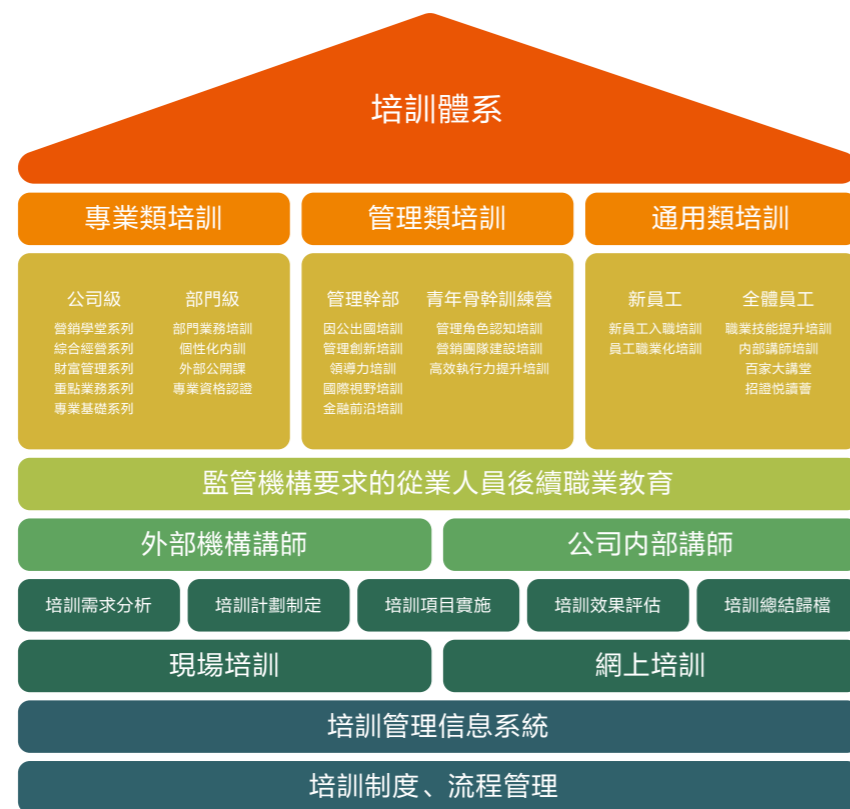 培訓體系
專業類培訓
管理類培訓
通用類培訓
公司級
營銷學堂系列
綜合經營系列
財富管理系列
重點業務系列
專業基礎系列
部門級
部門業務培訓
個性化内訓
外部公開課
專業資格認證
管理幹部
因公出國培訓
管理創新培訓
領導力培訓
國際視野培訓
金融前沿培訓
青年骨幹訓練營
管理角色認知培訓
營銷團隊建設培訓
高效執行力提升培訓
新員工
新員工入職培訓
員工職業化培訓
全體員工
職業技能提升培訓
内部講師培訓
百家大講堂
招證悦讀薈
監管機構要求的從業人員後續職業教育
外部機構講師
公司内部講師
培訓需求分析
培訓計劃制定
培訓項目實施
培訓效果評估
培訓總結歸檔
現場培訓
網上培訓
培訓管理信息系統
培訓制度、流程管理